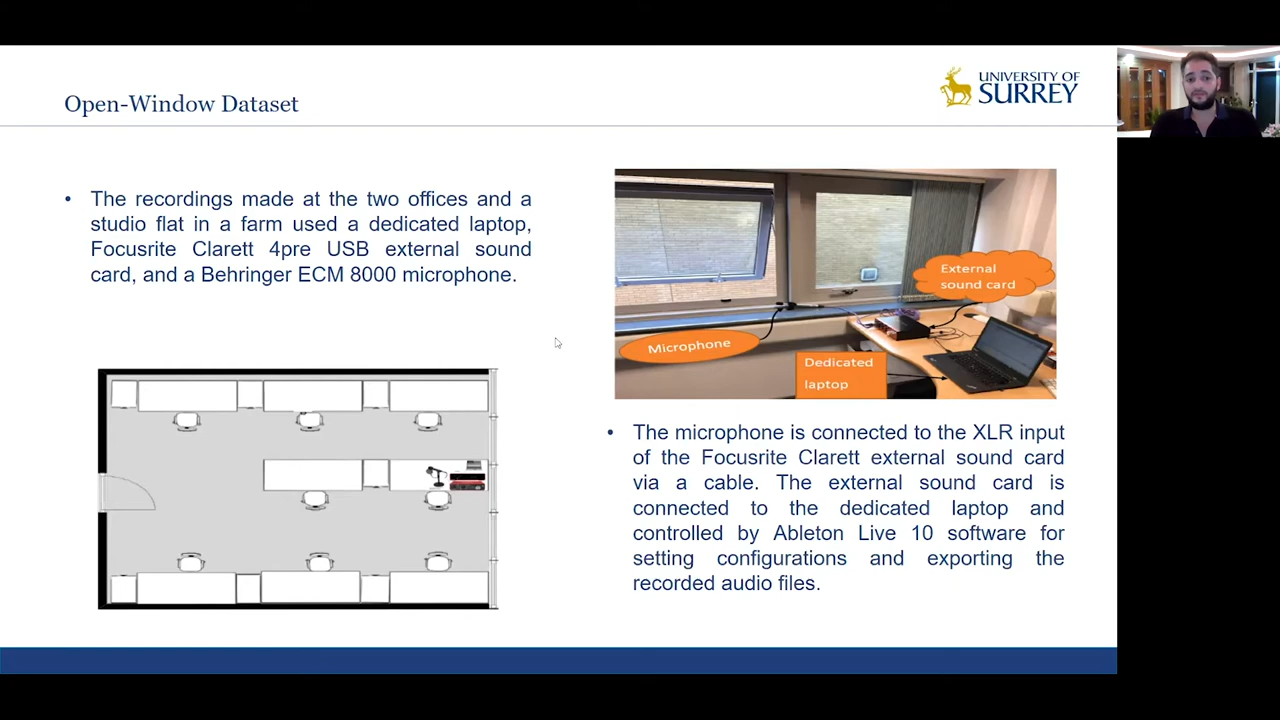 Open-Window Dataset
UNIVERSITY OF
SURREY
• The recordings made at the two offices and a
studio flat in a farm used a dedicated laptop,
Focusrite Clarett 4pre USB external sound
card, and a Behringer ECM 8000 microphone.
External
sound card
Microphone
Dedicated
laptop
• The microphone is connected to the XLR input
of the Focusrite Clarett external sound card
via a cable. The external sound card is
connected to the dedicated laptop and
controlled by Ableton Live 10 software for
setting configurations and exporting the
recorded audio files.